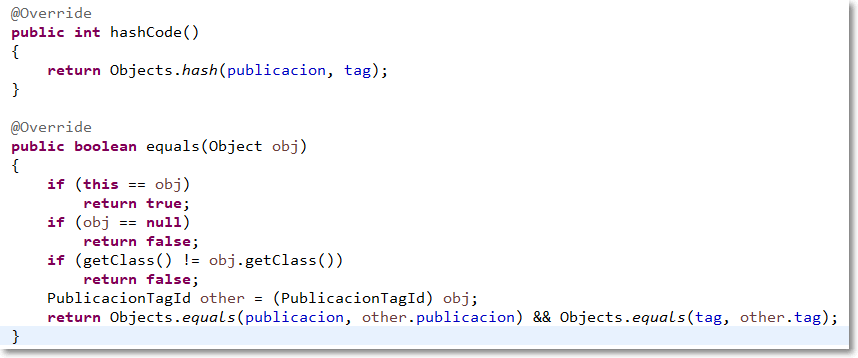 @Override
public int hashCode()
{
    return Objects.hash(publicacion, tag);
}

@Override
public boolean equals(Object obj)
{
    if (this == obj)
        return true;
    if (obj == null)
        return false;
    if (getClass() != obj.getClass())
        return false;
    PublicacionTagId other = (PublicacionTagId) obj;
    return Objects.equals(publicacion, other.publicacion) && Objects.equals(tag, other.tag);
}